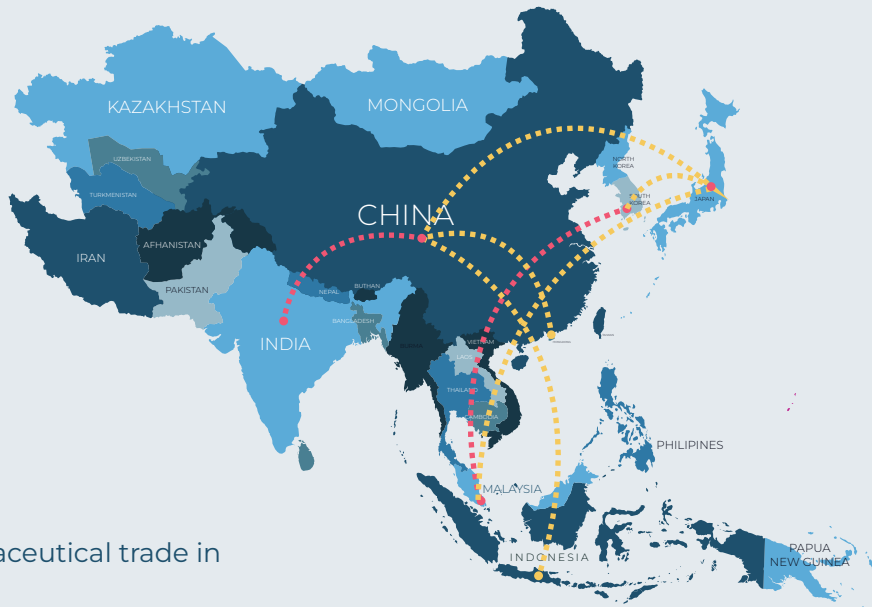 KAZAKHSTAN
MONGOLIA
UZBEKISTAN
TURKMENISTAN
NORTH
KOREA
SOUTH
KOREA
JAPAN
CHINA
AFHANISTAN
IRAN
PAKISTAN
NEPAL
BUTHAN
BANGLADESH
INDIA
VIETNAM
LAOS
THAILAND
CAMBODIA
PHILIPINES
MALAYSIA
INDONESIA
PAPUA
NEW GUINEA
aceutical trade in